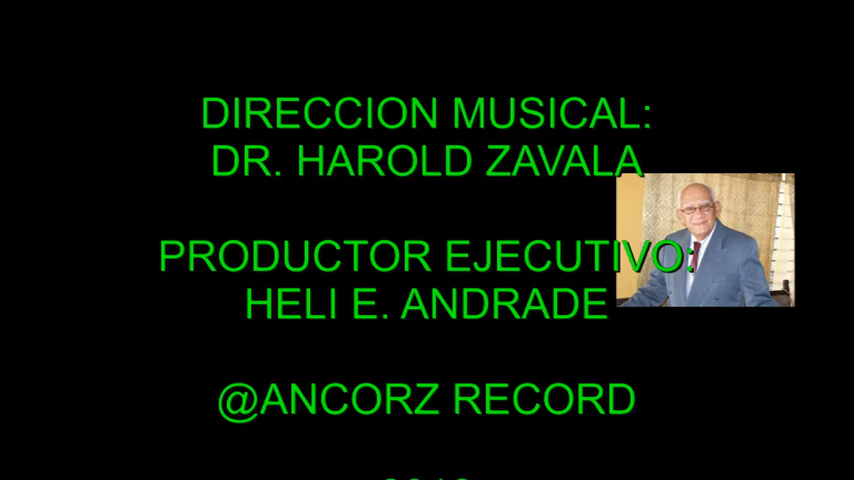 DIRECCION MUSICAL:
DR. HAROLD ZAVALA
PRODUCTOR EJECUTIVO:
HELI E. ANDRADE
@ANCORZ RECORD